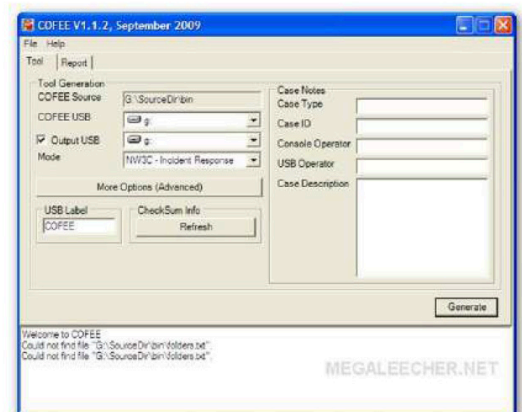 COFEE V1.1.2, September 2009
File Help
Tool Report
Tool Generation
COFEE Source G:\SourceDir\bin
COFEE USB g:
Output USB g:
Mode NW3C - Incident Response
More Options (Advanced)
USB Label
COFEE
CheckSum Info
Refresh
Case Notes
Case Type
Case ID
Console Operator
USB Operator
Case Description
Generate
Welcome to COFEE
Could not find file "G:\SourceDir\bin\folders.txt".
Could not find file "G:\SourceDir\bin\folders.txt".
MEGALEECHER.NET